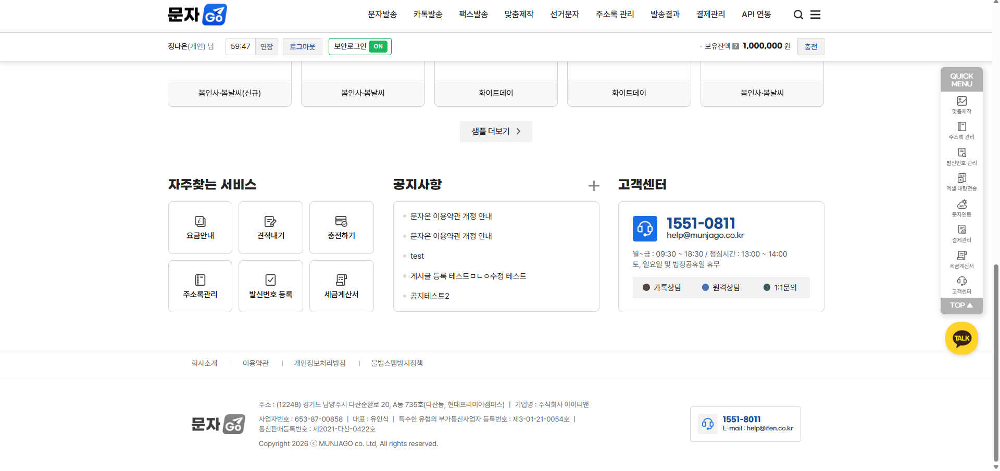 문자 Go
문자발송 카톡발송 팩스발송 맞춤제작 선거문자 주소록 관리 발송결과 결제관리 API 연동
정다은(개인) 님 59:47 연장 로그아웃 보안로그인 ON
보유잔액 ? 1,000,000 원 충전
봄인사·봄날씨(신규) 봄인사·봄날씨 화이트데이 화이트데이 봄인사·봄날씨
샘플 더보기
자주찾는 서비스
요금안내 견적내기 충전하기
주소록관리 발신번호 등록 세금계산서
공지사항
문자온 이용약관 개정 안내
문자온 이용약관 개정 안내
test
게시글 등록 테스트ㅁㄴㅇ수정 테스트
공지테스트2
고객센터
1551-0811
help@munjago.co.kr
월~금 : 09:30 ~ 18:30 / 점심시간 : 13:00 ~ 14:00
토, 일요일 및 법정공휴일 휴무
카톡상담 원격상담 1:1문의
QUICK
MENU
맞춤제작
주소록 관리
발신번호 관리
엑셀 대량전송
API
문자연동
결제관리
세금계산서
고객센터
TOP
TALK
회사소개 | 이용약관 | 개인정보처리방침 | 불법스팸방지정책
문자 Go
주소 : (12248) 경기도 남양주시 다산순환로 20, A동 735호(다산동, 현대프리미어캠퍼스) | 기업명 : 주식회사 아이티앤
사업자번호 : 653-87-00858 | 대표 : 유인식 | 특수한 유형의 부가통신사업자 등록번호 : 제3-01-21-0054호 |
통신판매등록번호 : 제2021-다산-0422호
Copyright 2026 ⓒ MUNJAGO co. Ltd, All rights reserved.
1551-8011
E-mail : help@iten.co.kr